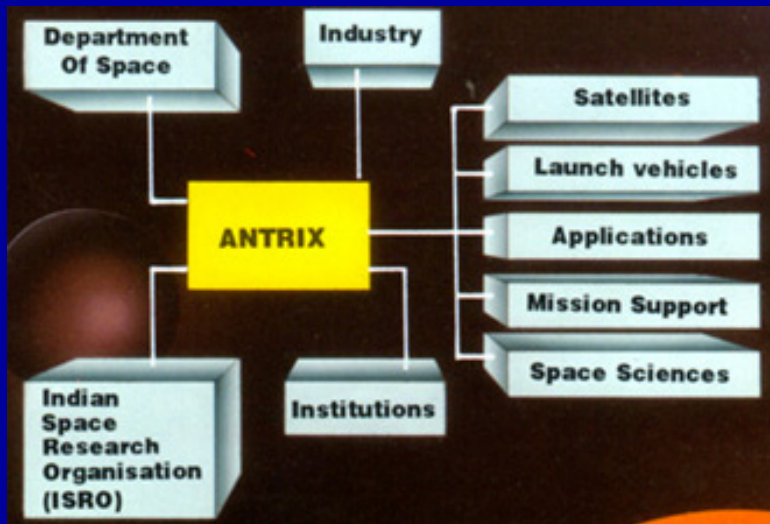 Department
Of Space
Industry
Satellites
Launch vehicles
Applications
Mission Support
Space Sciences
ANTRIX
Indian
Space
Research
Organisation
(ISRO)
Institutions